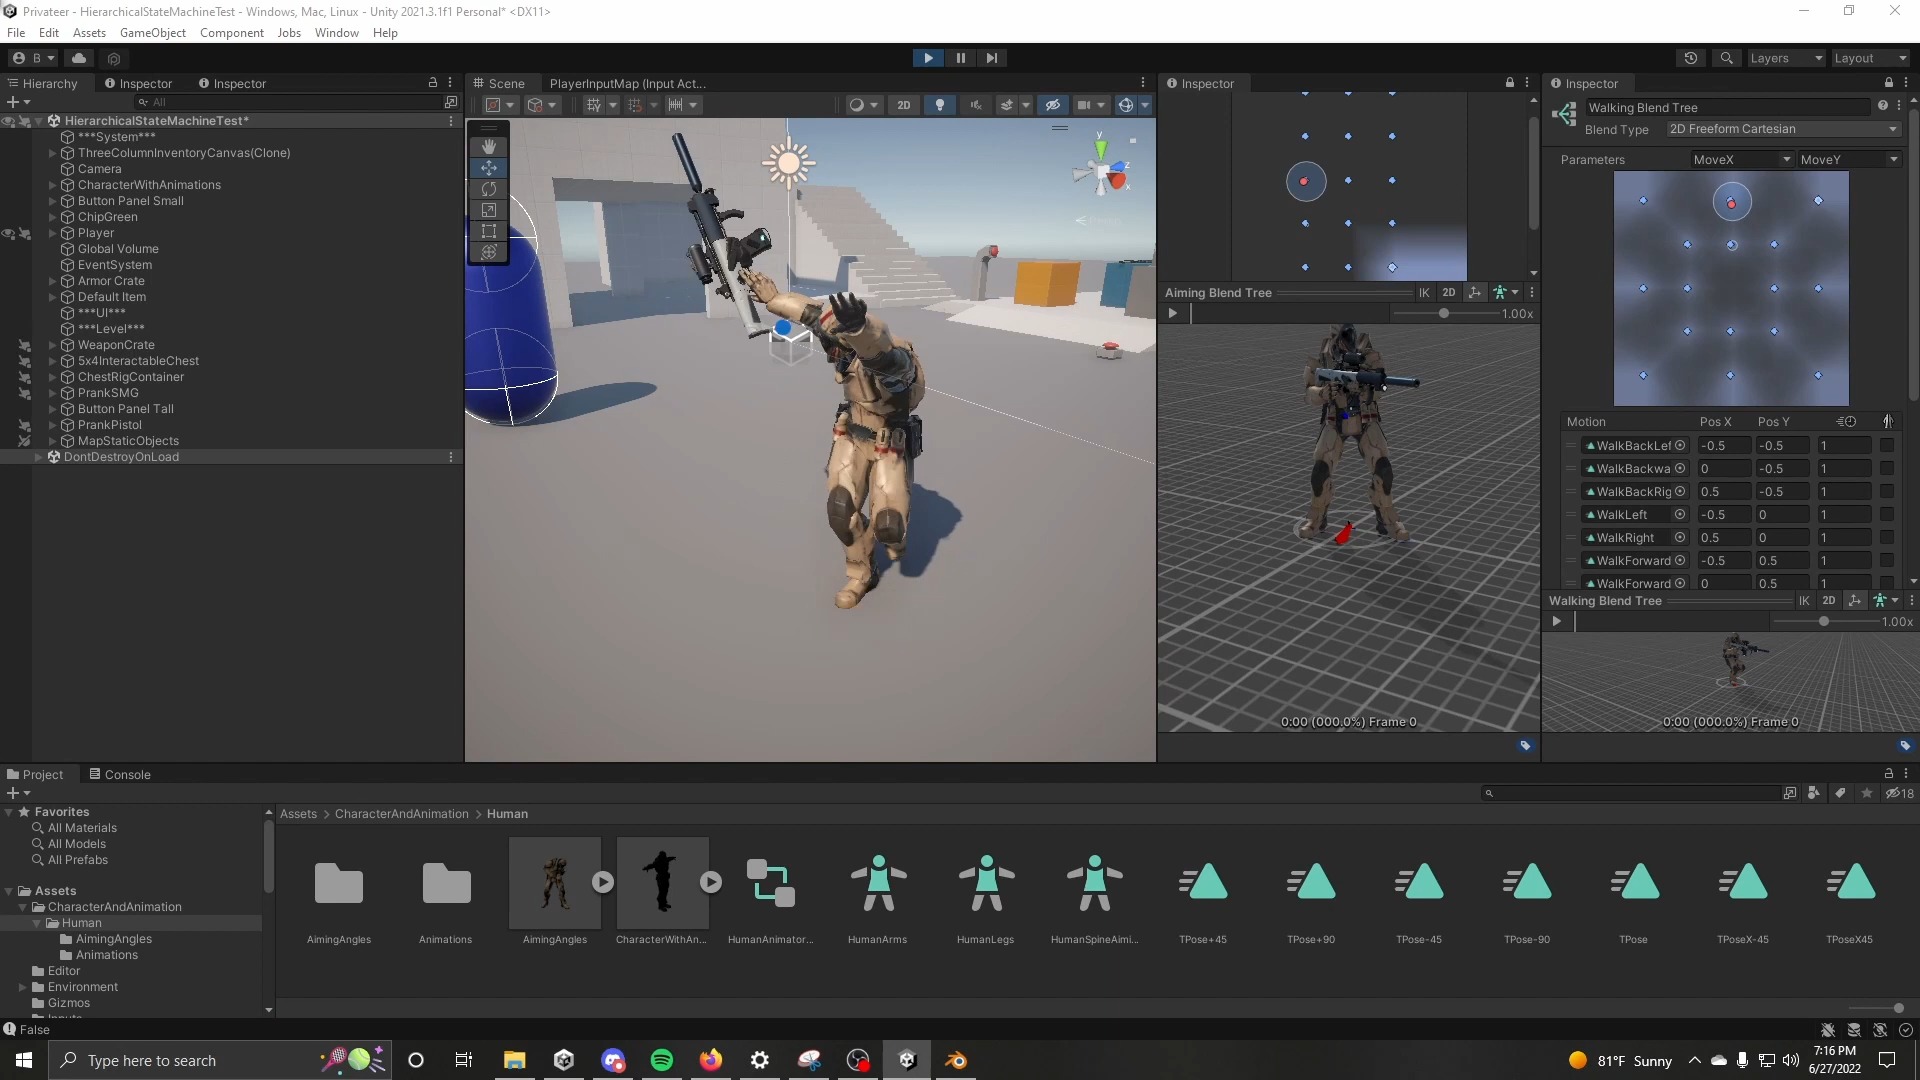 Privateer - HierarchicalStateMachineTest - Windows, Mac, Linux - Unity 2021.3.1f1 Personal* <DX11>
File Edit Assets GameObject Component Jobs Window Help
B
Layers Layout
Hierarchy Inspector Inspector
All
HierarchicalStateMachineTest*
***System***
ThreeColumnInventoryCanvas(Clone)
Camera
CharacterWithAnimations
Button Panel Small
ChipGreen
Player
Global Volume
EventSystem
Armor Crate
Default Item
***UI***
***Level***
WeaponCrate
5x4InteractableChest
ChestRigContainer
PrankSMG
Button Panel Tall
PrankPistol
MapStaticObjects
DontDestroyOnLoad
Scene PlayerInputMap (Input Act...
2D
y
z
x
Inspector
Aiming Blend Tree IK 2D
1.00x
0:00 (000.0%) Frame 0
Inspector
Walking Blend Tree
Blend Type 2D Freeform Cartesian
Parameters MoveX MoveY
Motion Pos X Pos Y
WalkBackLef -0.5 -0.5 1
WalkBackwa 0 -0.5 1
WalkBackRig 0.5 -0.5 1
WalkLeft -0.5 0 1
WalkRight 0.5 0 1
WalkForward -0.5 0.5 1
WalkForward 0 0.5 1
Walking Blend Tree IK 2D
1.00x
0:00 (000.0%) Frame 0
Project Console
18
Favorites
All Materials
All Models
All Prefabs
Assets
CharacterAndAnimation
Human
AimingAngles
Animations
Editor
Environment
Gizmos
Assets > CharacterAndAnimation > Human
AimingAngles Animations AimingAngles CharacterWithAn... HumanAnimator... HumanArms HumanLegs HumanSpineAimi... TPose+45 TPose+90 TPose-45 TPose-90 TPose TPoseX-45 TPoseX45
False
Type here to search
81°F Sunny
7:16 PM
6/27/2022